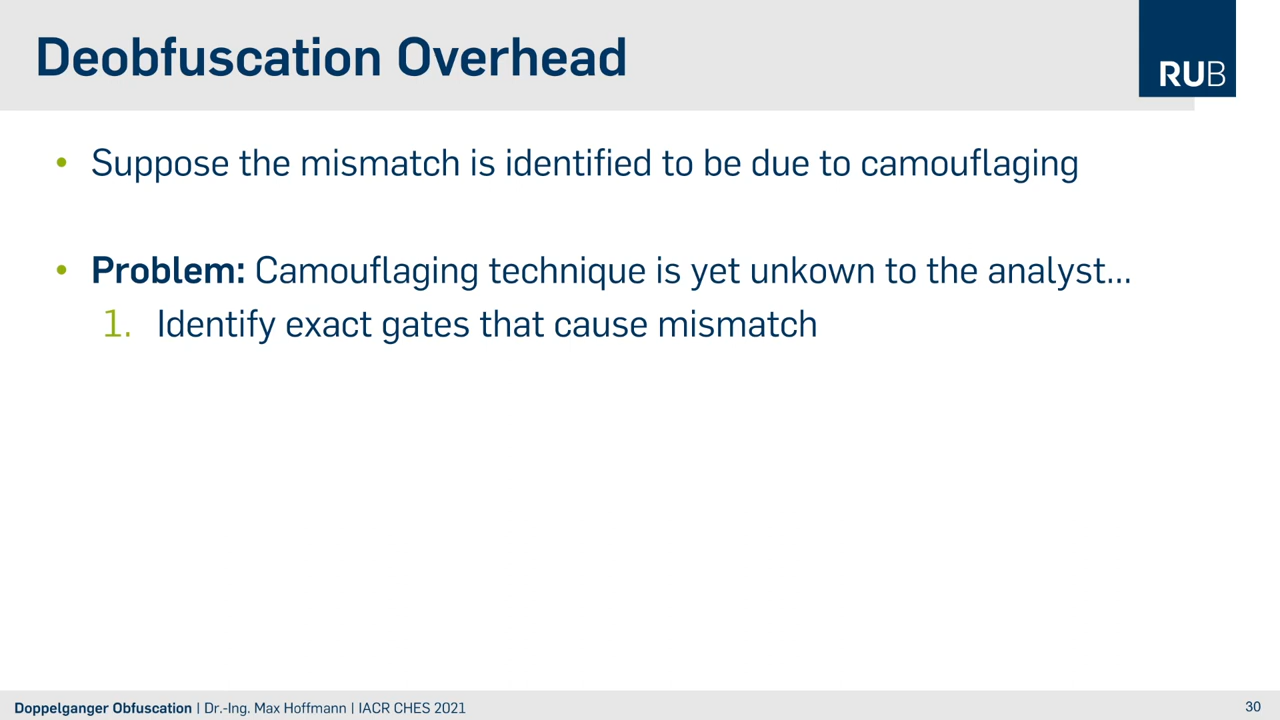 Deobfuscation Overhead
RUB
• Suppose the mismatch is identified to be due to camouflaging
• Problem: Camouflaging technique is yet unkown to the analyst...
1. Identify exact gates that cause mismatch
Doppelganger Obfuscation | Dr.-Ing. Max Hoffmann | IACR CHES 2021
30